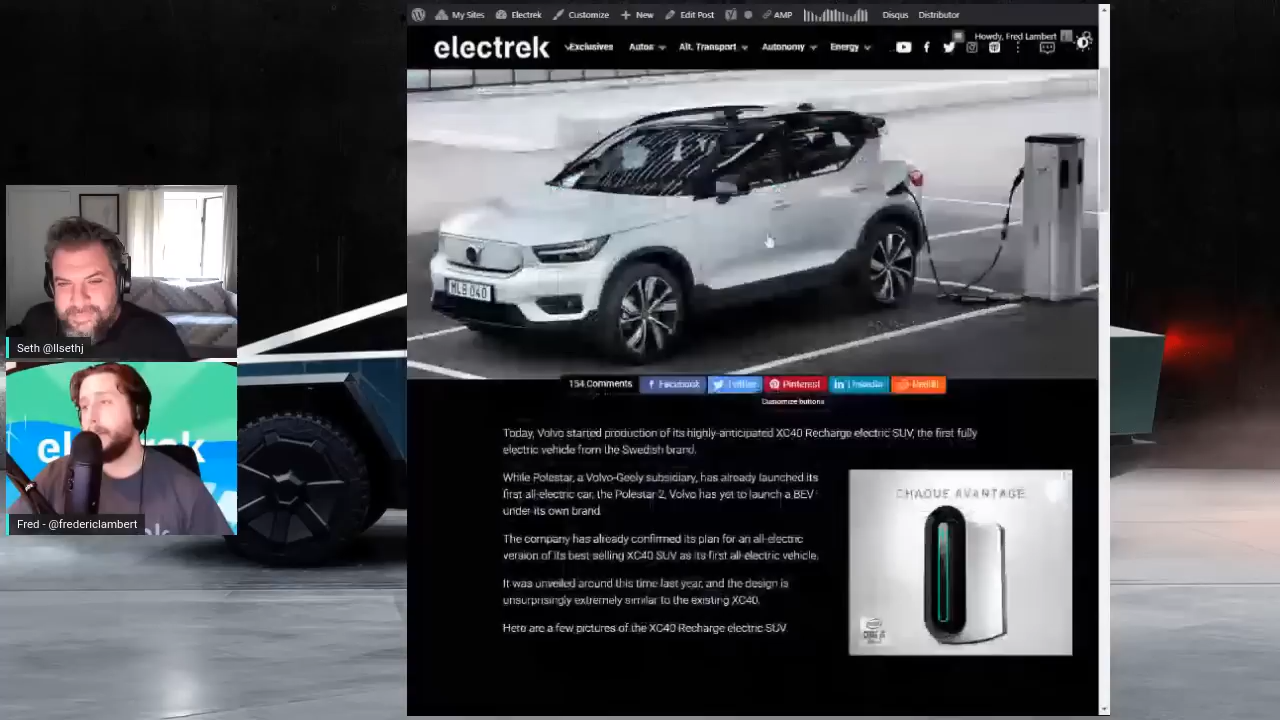 My Sites Electrek Customize New Edit Post AMP Disqus Distributor
Howdy, Fred Lambert
electrek Exclusives Autos Alt. Transport Autonomy Energy
MLB 040
Seth @llsethj
154 Comments Facebook Twitter Pinterest LinkedIn Reddit
Customize buttons
Today, Volvo started production of its highly-anticipated XC40 Recharge electric SUV, the first fully
electric vehicle from the Swedish brand.
While Polestar, a Volvo-Geely subsidiary, has already launched its
first all-electric car, the Polestar 2, Volvo has yet to launch a BEV
under its own brand.
The company has already confirmed its plan for an all-electric
version of its best selling XC40 SUV as its first all-electric vehicle.
It was unveiled around this time last year, and the design is
unsurprisingly extremely similar to the existing XC40.
Here are a few pictures of the XC40 Recharge electric SUV
CHAQUE AVANTAGE
Fred - @fredericlambert